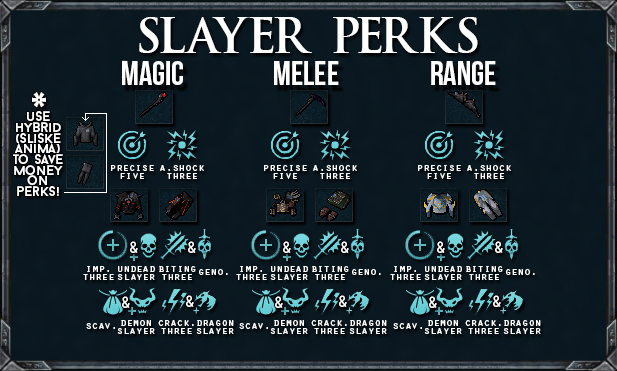 SLAYER PERKS
MAGIC MELEE RANGE
*
USE
HYBRID
(SLISKE
ANIMA)
TO SAVE
MONEY
ON
PERKS!
PRECISE A.SHOCK PRECISE A.SHOCK PRECISE A.SHOCK
FIVE THREE FIVE THREE FIVE THREE
& & & & & &
IMP. UNDEAD BITING GENO. IMP. UNDEAD BITING GENO. IMP. UNDEAD BITING GENO.
THREE SLAYER THREE THREE SLAYER THREE THREE SLAYER THREE
& & & & & &
SCAV. DEMON CRACK. DRAGON SCAV. DEMON CRACK. DRAGON SCAV. DEMON CRACK. DRAGON
SLAYER THREE SLAYER SLAYER THREE SLAYER SLAYER THREE SLAYER